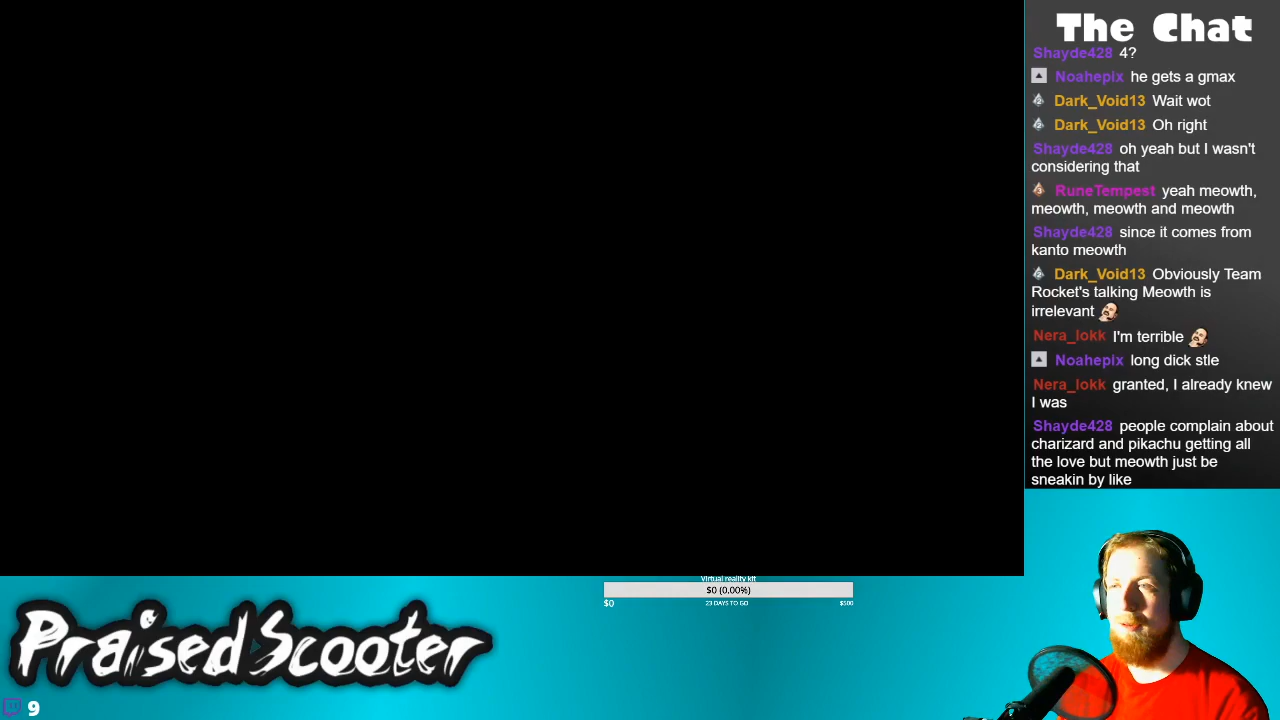 The Chat
Shayde428 4?
Noahepix he gets a gmax
Dark_Void13 Wait wot
Dark_Void13 Oh right
Shayde428 oh yeah but I wasn't
considering that
RuneTempest yeah meowth,
meowth, meowth and meowth
Shayde428 since it comes from
kanto meowth
Dark_Void13 Obviously Team
Rocket's talking Meowth is
irrelevant
Nera_lokk I'm terrible
Noahepix long dick stle
Nera_lokk granted, I already knew
I was
Shayde428 people complain about
charizard and pikachu getting all
the love but meowth just be
sneakin by like
Virtual reality kit
$0 (0.00%)
$0 23 DAYS TO GO $500
PraisedScooter
9